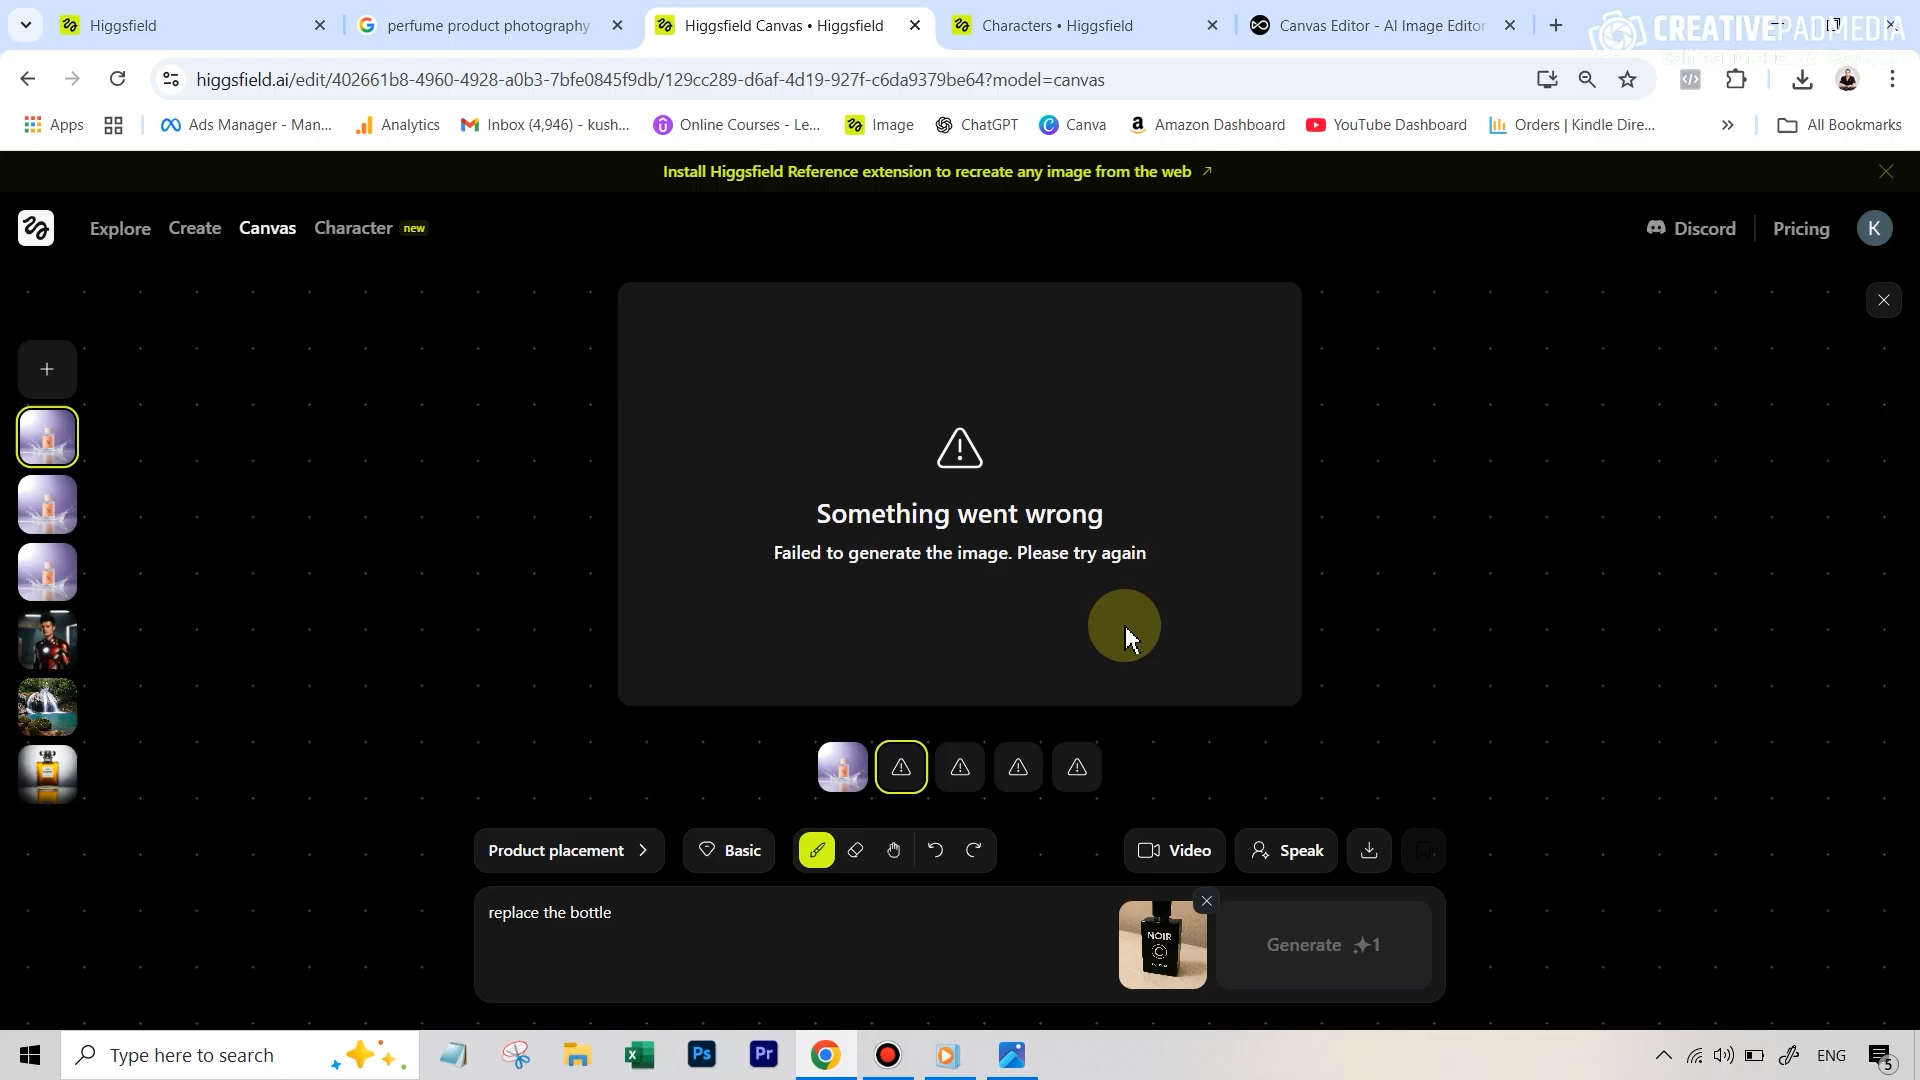 Higgsfield
perfume product photography
Higgsfield Canvas • Higgsfield
Characters • Higgsfield
Canvas Editor - AI Image Editor
CREATIVEPADMEDIA
higgsfield.ai/edit/402661b8-4960-4928-a0b3-7bfe0845f9db/129cc289-d6af-4d19-927f-c6da9379be64?model=canvas
Apps
Ads Manager - Man...
Analytics
Inbox (4,946) - kush...
Online Courses - Le...
Image
ChatGPT
Canva
Amazon Dashboard
YouTube Dashboard
Orders | Kindle Dire...
All Bookmarks
Install Higgsfield Reference extension to recreate any image from the web
Explore
Create
Canvas
Character
new
Discord
Pricing
K
Something went wrong
Failed to generate the image. Please try again
Product placement
Basic
Video
Speak
replace the bottle
NOIR
Generate 1
Type here to search
Ps
Pr
ENG
5